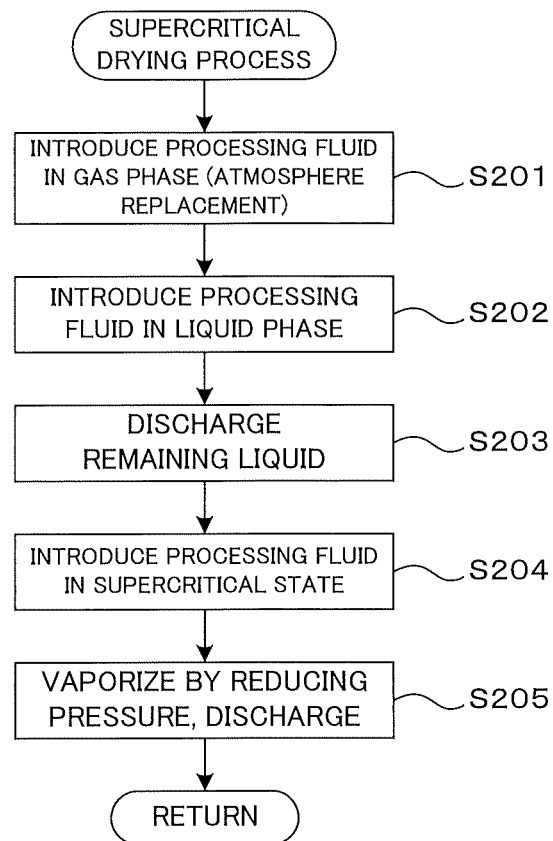 SUPERCRITICAL
DRYING PROCESS
INTRODUCE PROCESSING FLUID
IN GAS PHASE (ATMOSPHERE
REPLACEMENT)
S201
INTRODUCE PROCESSING
FLUID IN LIQUID PHASE
S202
DISCHARGE
REMAINING LIQUID
S203
INTRODUCE PROCESSING FLUID
IN SUPERCRITICAL STATE
S204
VAPORIZE BY REDUCING
PRESSURE, DISCHARGE
S205
RETURN